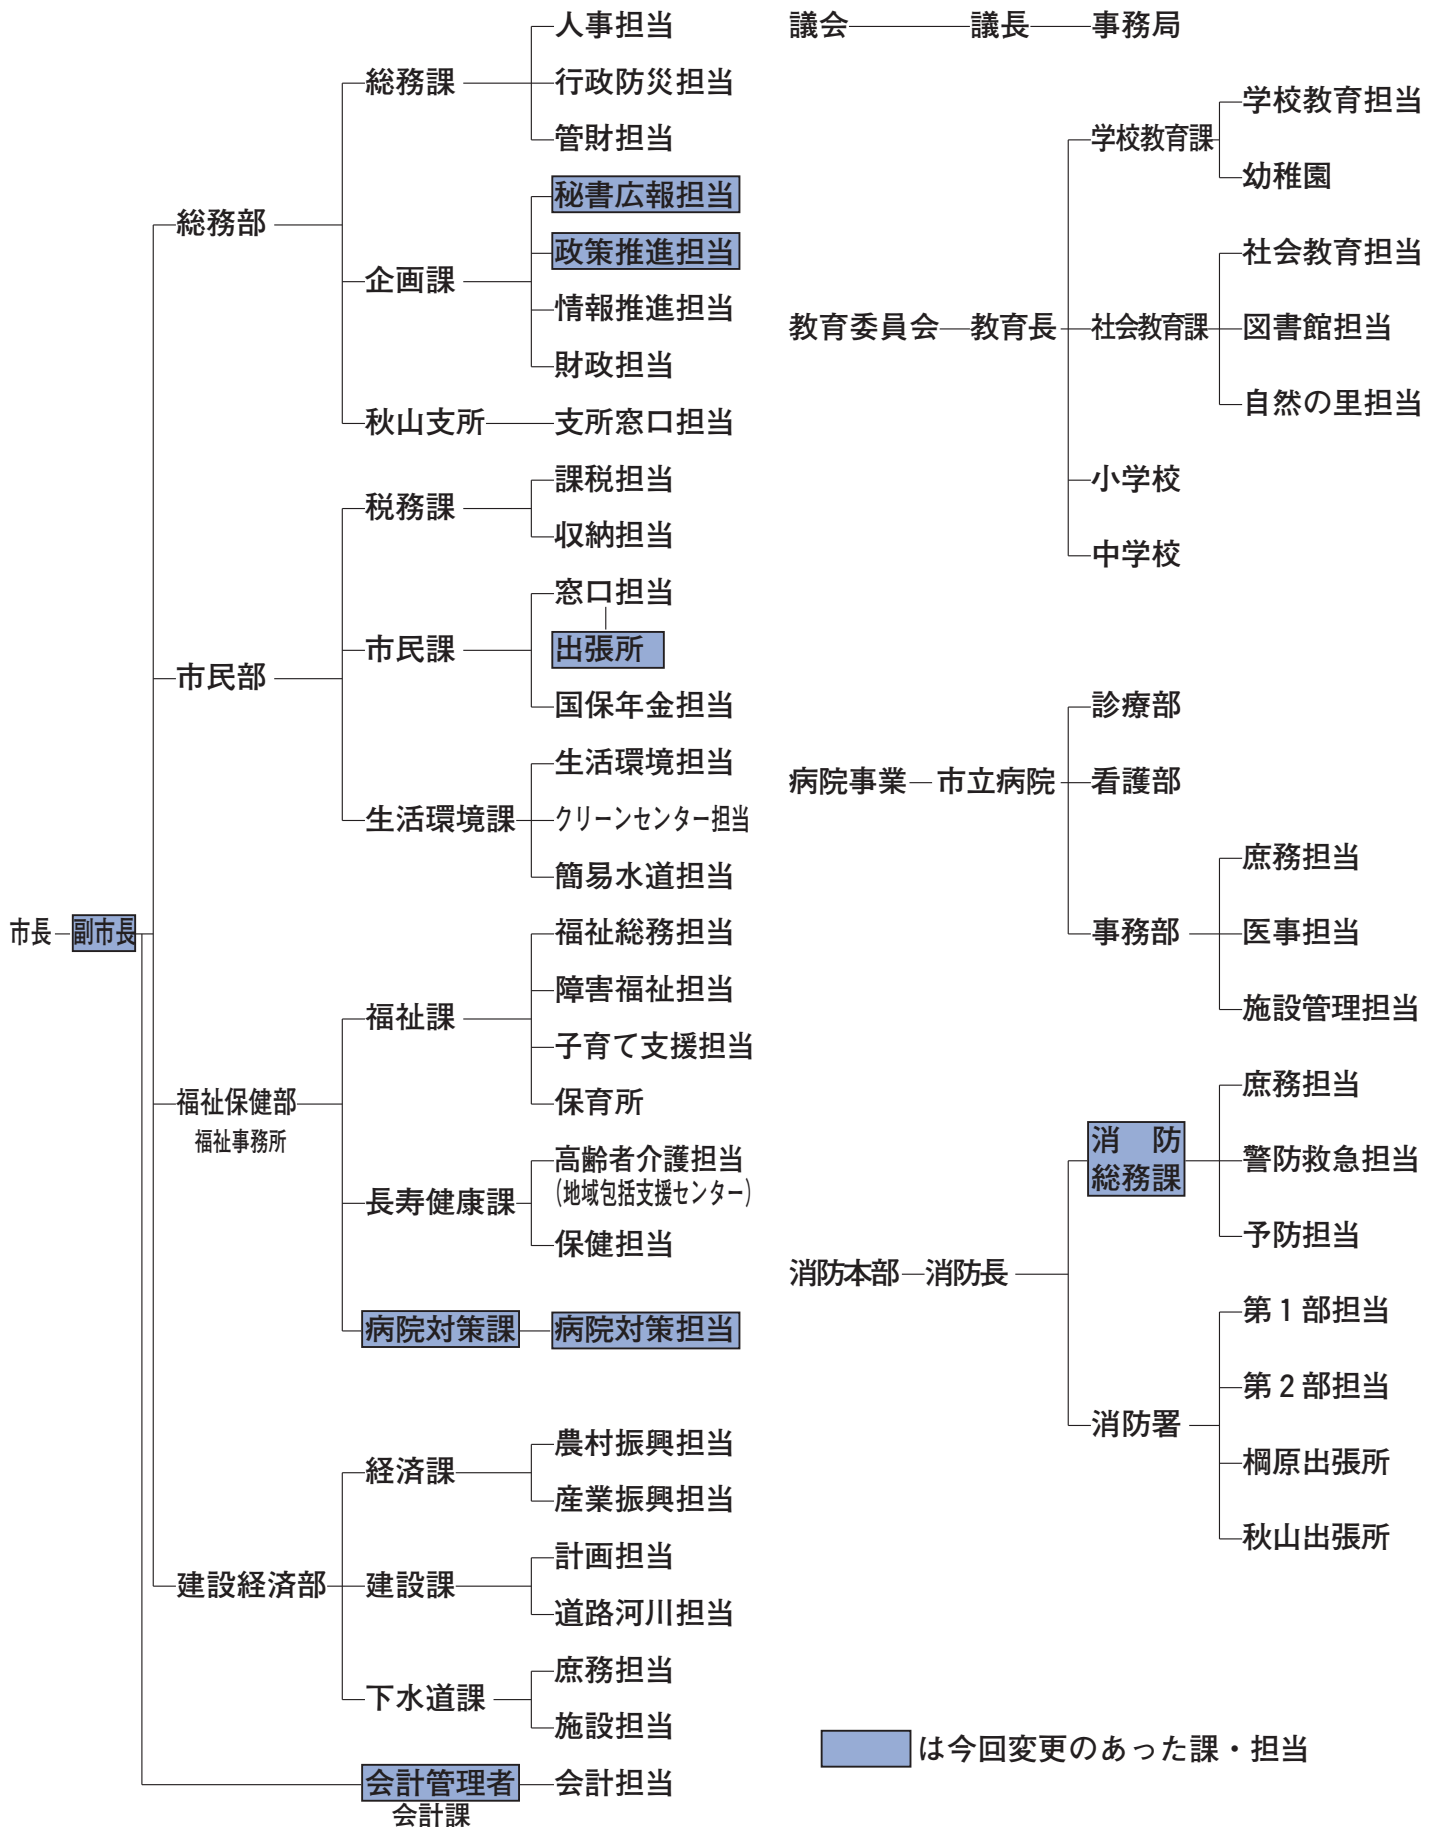 市長
副市長
総務部
総務課
人事担当
行政防災担当
管財担当
企画課
秘書広報担当
政策推進担当
情報推進担当
財政担当
秋山支所
支所窓口担当
市民部
税務課
課税担当
収納担当
市民課
窓口担当
出張所
国保年金担当
生活環境課
生活環境担当
クリーンセンター担当
簡易水道担当
福祉保健部
福祉事務所
福祉課
福祉総務担当
障害福祉担当
子育て支援担当
保育所
長寿健康課
高齢者介護担当
(地域包括支援センター)
保健担当
病院対策課
病院対策担当
建設経済部
経済課
農村振興担当
産業振興担当
建設課
計画担当
道路河川担当
下水道課
庶務担当
施設担当
会計管理者
会計課
会計担当
議会
議長
事務局
教育委員会
教育長
学校教育課
学校教育担当
幼稚園
社会教育課
社会教育担当
図書館担当
自然の里担当
小学校
中学校
病院事業
市立病院
診療部
看護部
事務部
庶務担当
医事担当
施設管理担当
消防本部
消防長
消 防
総務課
庶務担当
警防救急担当
予防担当
消防署
第1部担当
第2部担当
棡原出張所
秋山出張所
は今回変更のあった課・担当